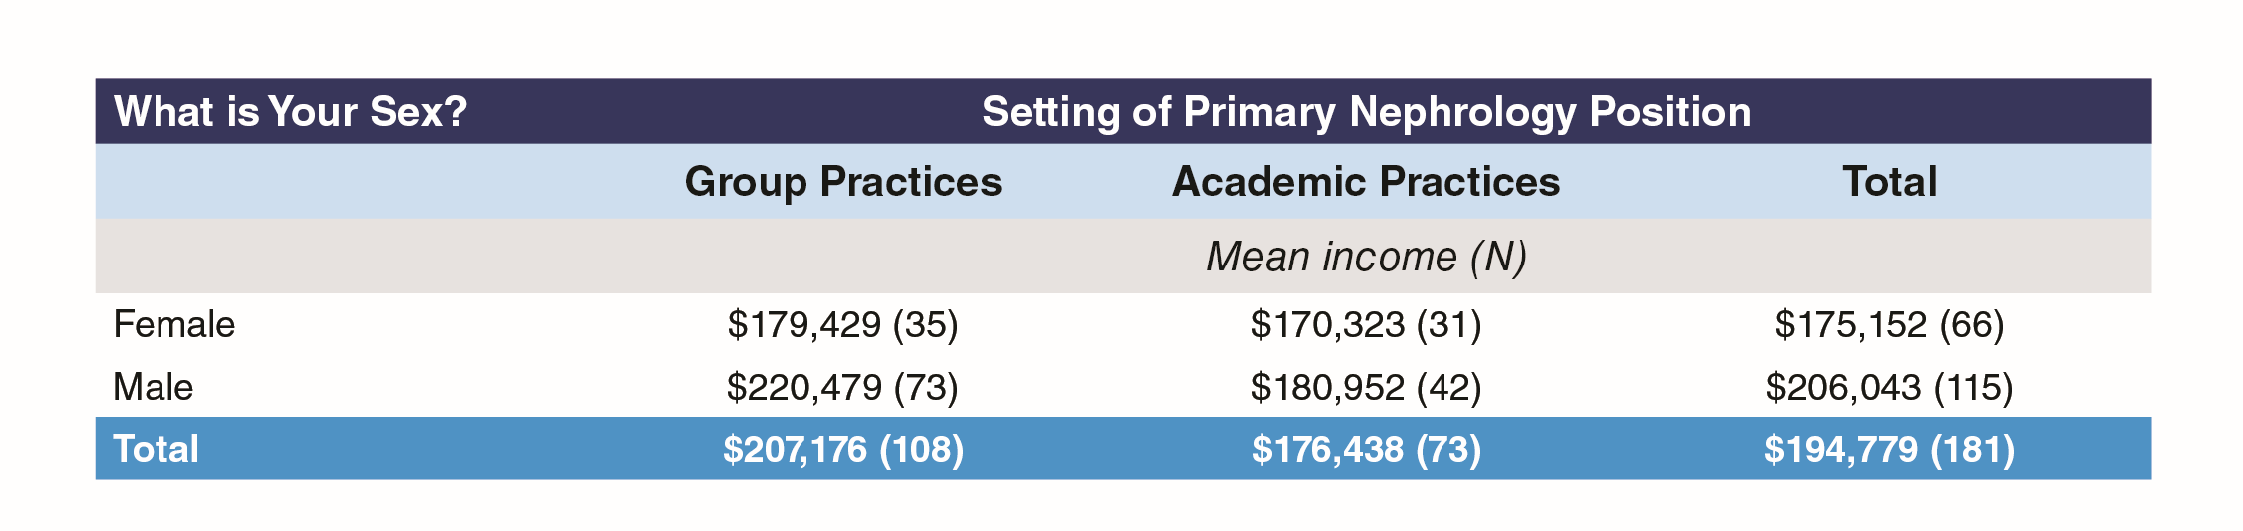 What is Your Sex? Setting of Primary Nephrology Position
Group Practices Academic Practices Total
Mean income (N)
Female $179,429 (35) $170,323 (31) $175,152 (66)
Male $220,479 (73) $180,952 (42) $206,043 (115)
Total $207,176 (108) $176,438 (73) $194,779 (181)